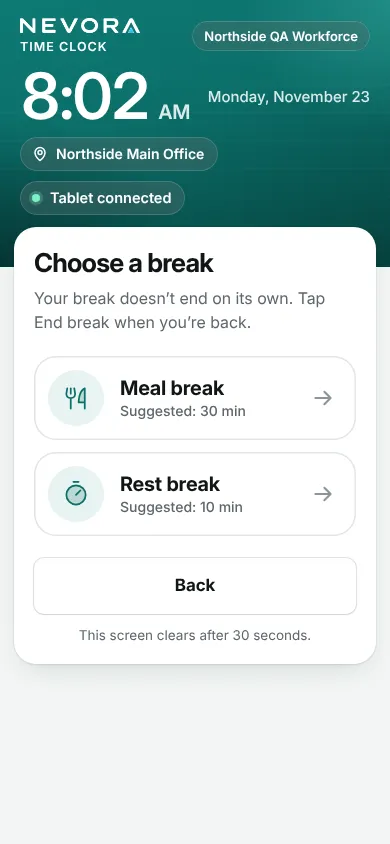 NEVORA
TIME CLOCK
Northside QA Workforce
8:02 AM
Monday, November 23
Northside Main Office
Tablet connected
Choose a break
Your break doesn’t end on its own. Tap
End break when you’re back.
Meal break
Suggested: 30 min
Rest break
Suggested: 10 min
Back
This screen clears after 30 seconds.